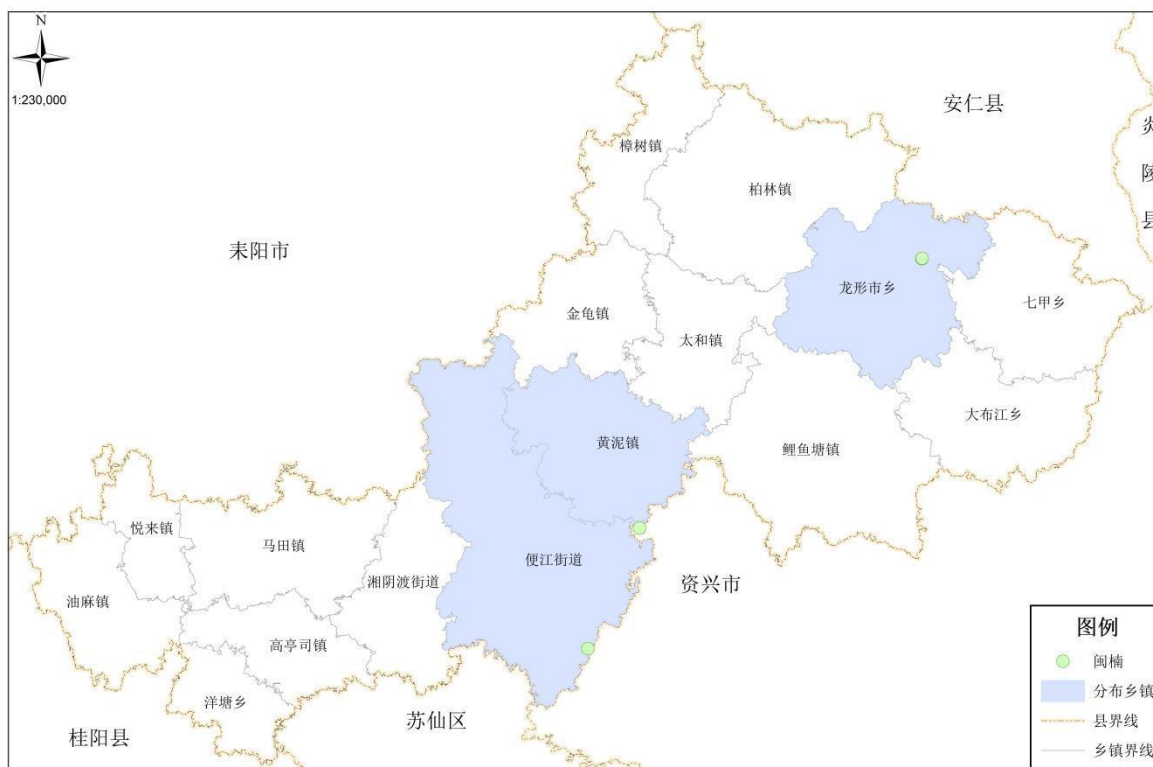 N
1:230,000
安仁县
炎陵县
樟树镇
柏林镇
耒阳市
龙形市乡
七甲乡
金龟镇
太和镇
大布江乡
黄泥镇
鲤鱼塘镇
悦来镇
马田镇
便江街道
湘阴渡街道
资兴市
油麻镇
高亭司镇
洋塘乡
苏仙区
桂阳县
图例
闽楠
分布乡镇
县界线
乡镇界线